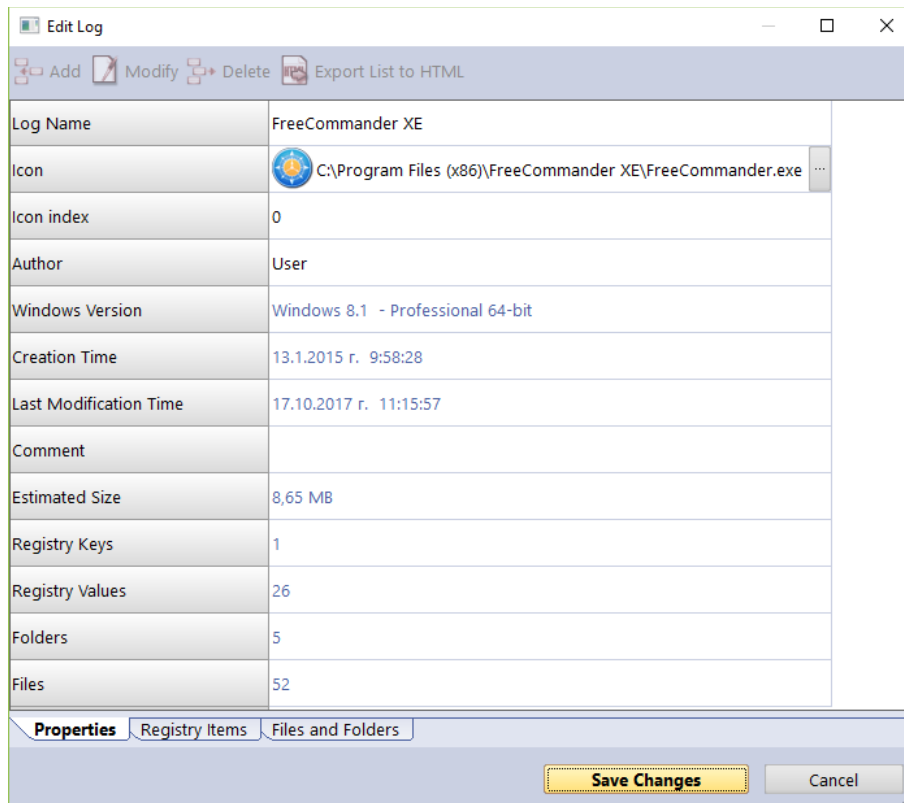 Edit Log
Add Modify Delete Export List to HTML
Log Name FreeCommander XE
Icon C:\Program Files (x86)\FreeCommander XE\FreeCommander.exe ...
Icon index 0
Author User
Windows Version Windows 8.1 - Professional 64-bit
Creation Time 13.1.2015 г. 9:58:28
Last Modification Time 17.10.2017 г. 11:15:57
Comment
Estimated Size 8,65 MB
Registry Keys 1
Registry Values 26
Folders 5
Files 52
Properties Registry Items Files and Folders
Save Changes Cancel